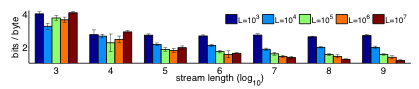 L=10³ L=10⁴ L=10⁵ L=10⁶ L=10⁷
bits / byte
4
2
3 4 5 6 7 8 9
stream length (log₁₀)